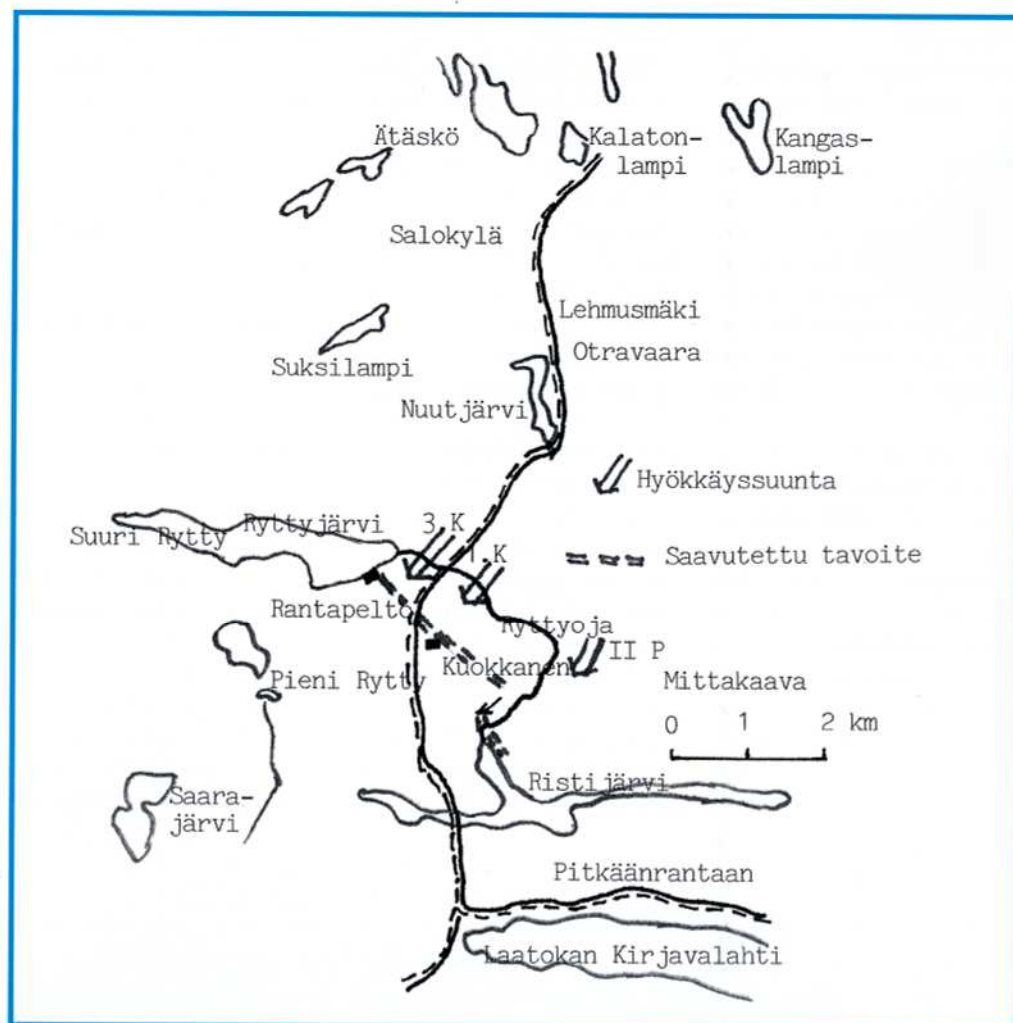 Ätäskö
Kalaton-
lampi
Kangas-
lampi
Salokylä
Lehmusmäki
Otravaara
Suksilampi
Nuutjärvi
Hyökkäyssuunta
Suuri Rytty
Ryttyjärvi
3.K
1.K
Saavutettu tavoite
Rantapelto
Ryttyoja
Kuokkanen
II P
Pieni Rytty
Mittakaava
0 1 2 km
Ristijärvi
Saara-
järvi
Pitkäänrantaan
Laatokan Kirjavalahti